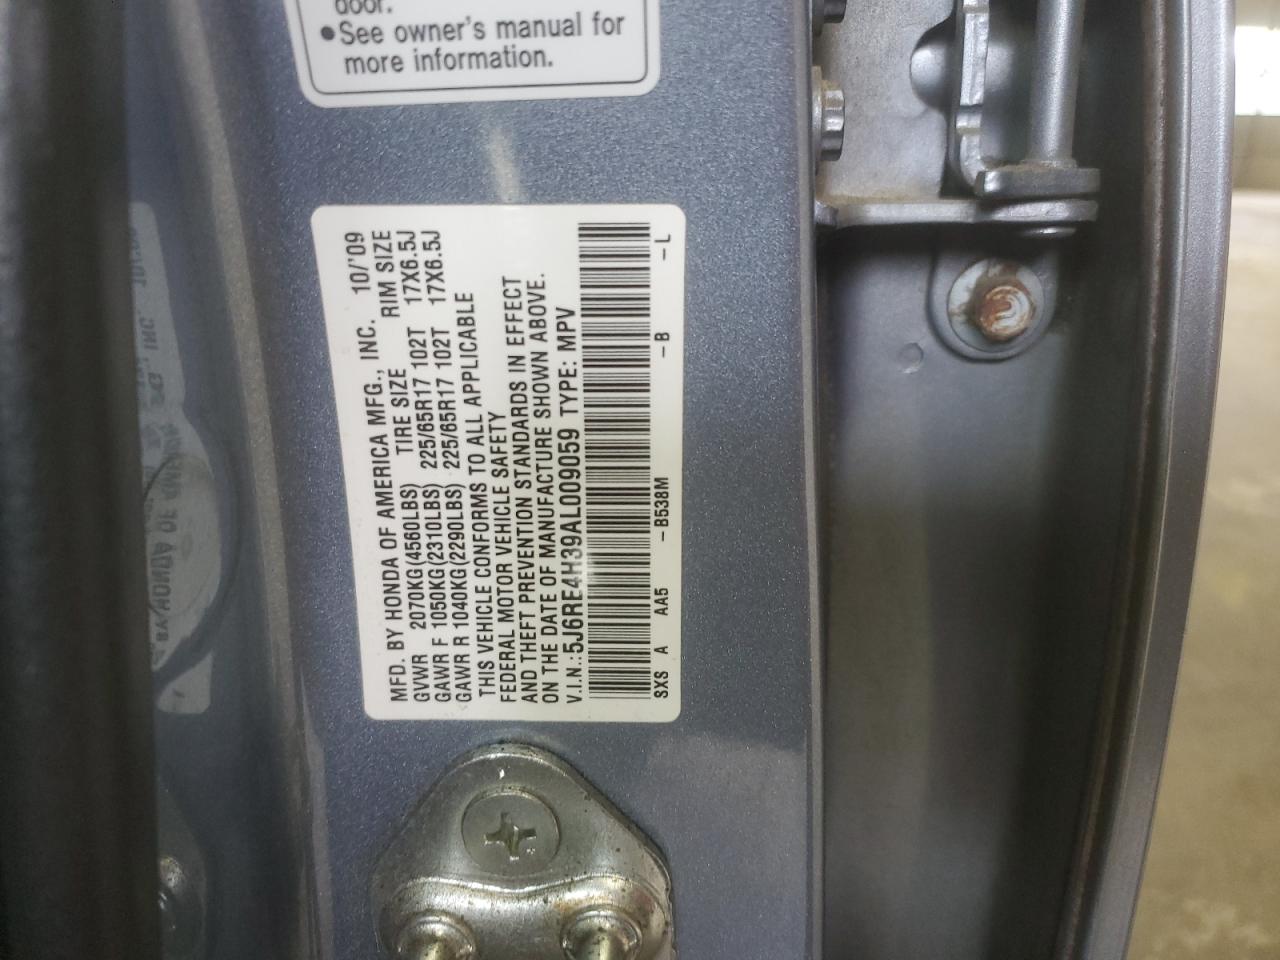 door.
•See owner's manual for
more information.
MFD. BY HONDA OF AMERICA MFG., INC. 10/'09
GVWR 2070KG(4560LBS) TIRE SIZE RIM SIZE
GAWR F 1050KG(2310LBS) 225/65R17 102T 17X6.5J
GAWR R 1040KG(2290LBS) 225/65R17 102T 17X6.5J
THIS VEHICLE CONFORMS TO ALL APPLICABLE
FEDERAL MOTOR VEHICLE SAFETY
AND THEFT PREVENTION STANDARDS IN EFFECT
ON THE DATE OF MANUFACTURE SHOWN ABOVE.
V.I.N.:5J6RE4H39AL009059 TYPE: MPV
SXS A AA5 -B538M -B -L